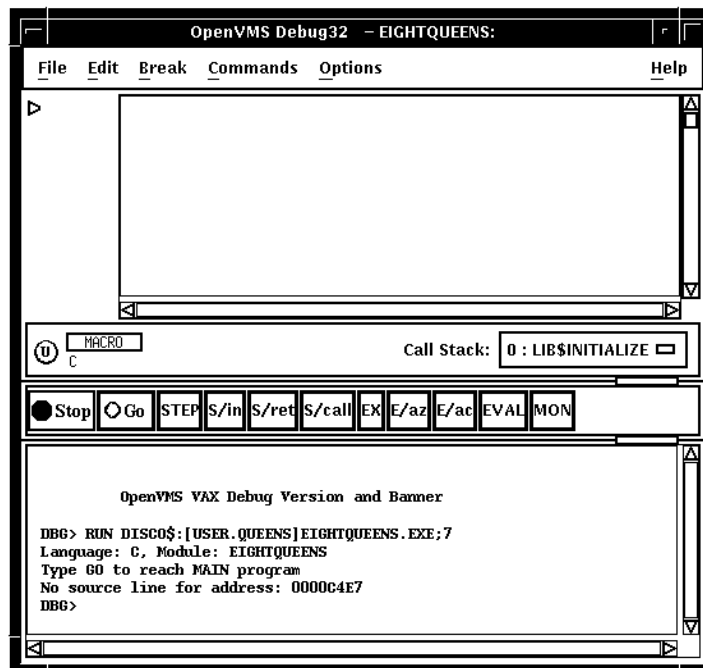 OpenVMS Debug32 – EIGHTQUEENS:
File Edit Break Commands Options Help
U MACRO
C
Call Stack: 0 : LIB$INITIALIZE
Stop Go STEP S/in S/ret S/call EX E/az E/ac EVAL MON
OpenVMS VAX Debug Version and Banner
DBG> RUN DISCO$:[USER.QUEENS]EIGHTQUEENS.EXE;7
Language: C, Module: EIGHTQUEENS
Type GO to reach MAIN program
No source line for address: 0000C4E7
DBG>